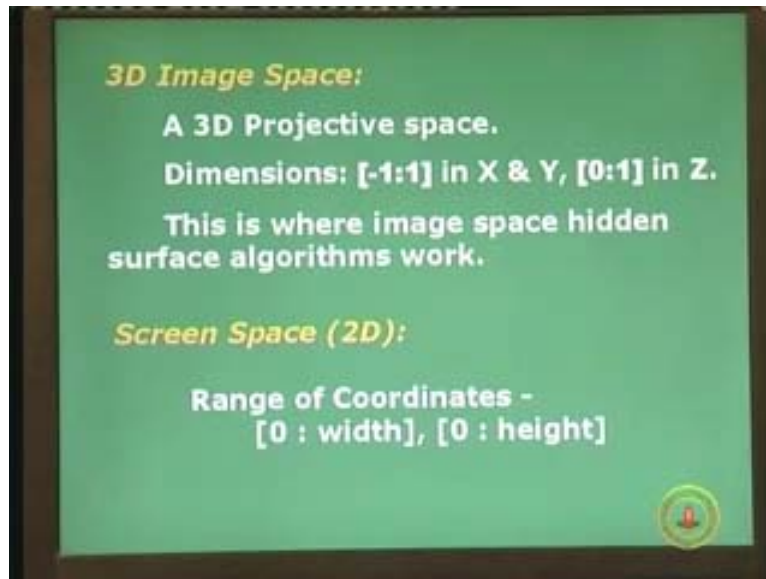 3D Image Space:
A 3D Projective space.
Dimensions: [-1:1] in X & Y, [0:1] in Z.
This is where image space hidden
surface algorithms work.
Screen Space (2D):
Range of Coordinates -
[0 : width], [0 : height]